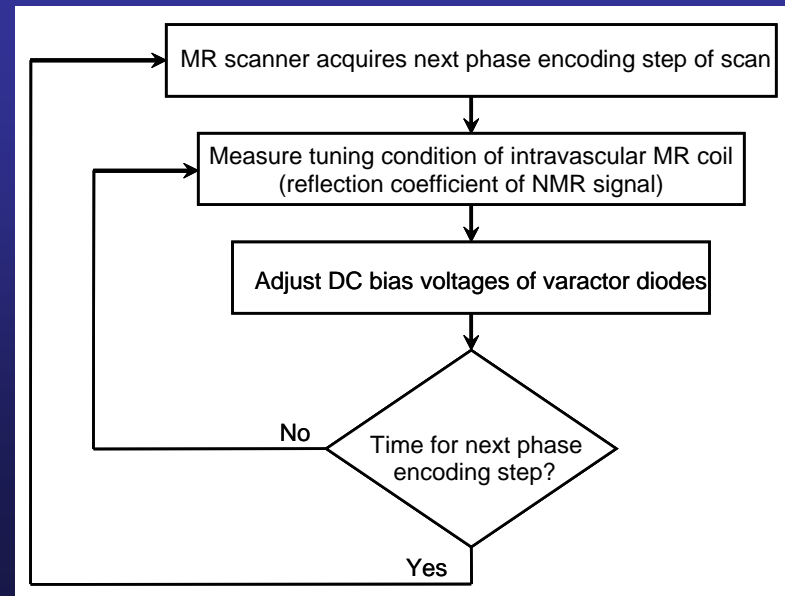 MR scanner acquires next phase encoding step of scan
Measure tuning condition of intravascular MR coil
(reflection coefficient of NMR signal)
Adjust DC bias voltages of varactor diodes
No
Time for next phase
encoding step?
Yes